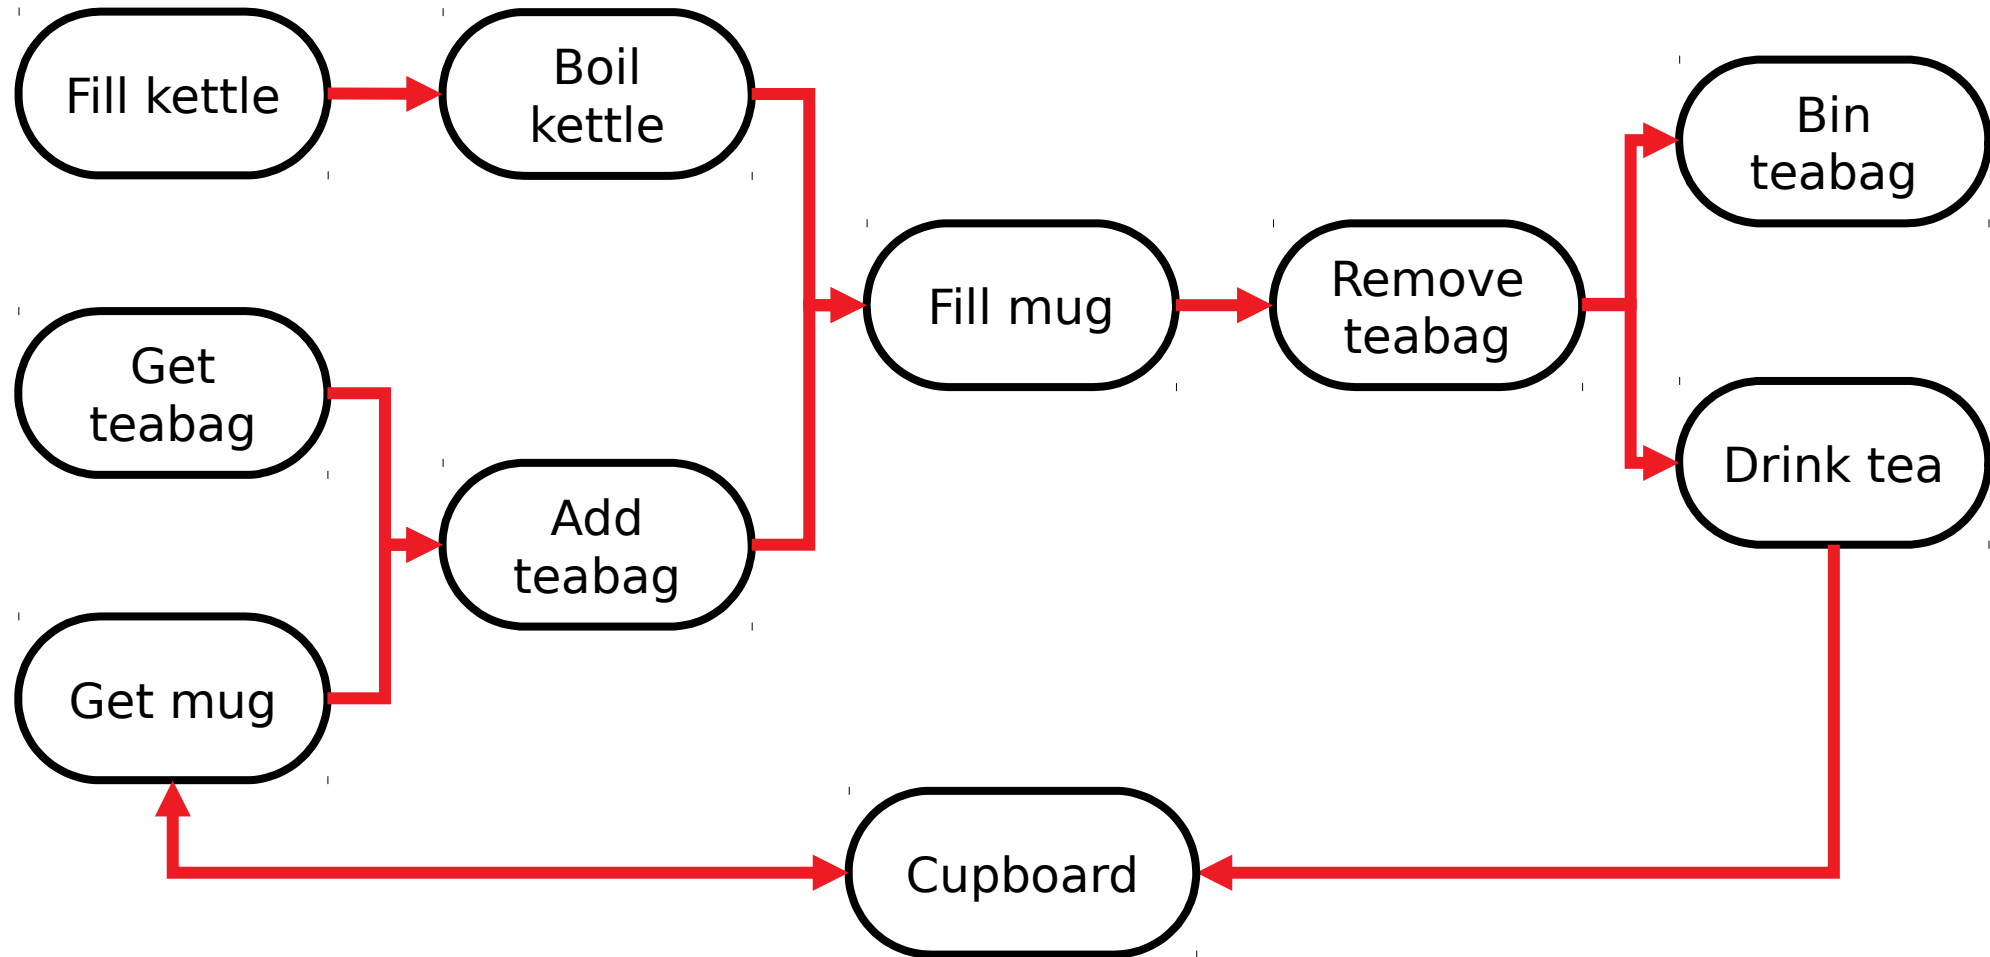 Fill kettle
Boil
kettle
Bin
teabag
Fill mug
Remove
teabag
Get
teabag
Drink tea
Add
teabag
Get mug
Cupboard